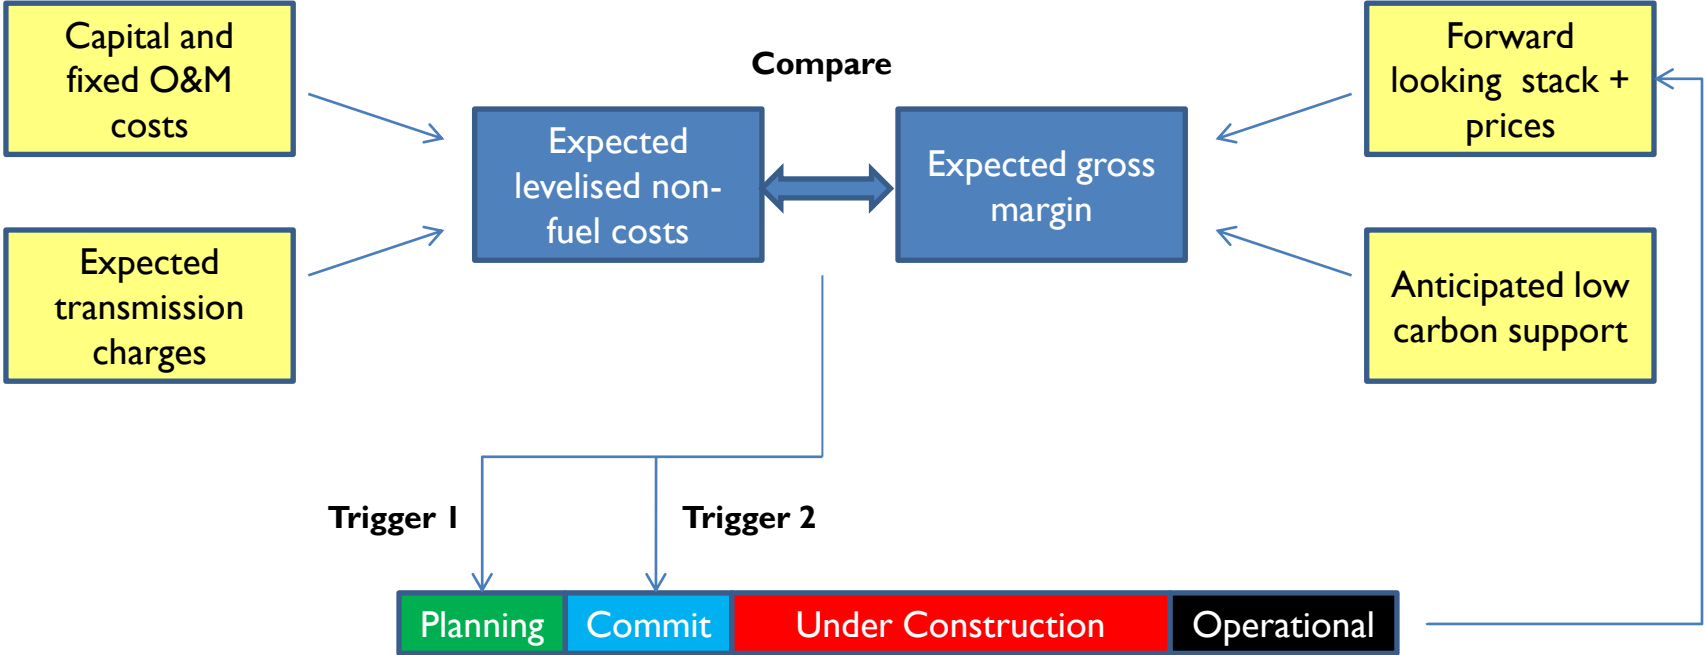 Capital and
fixed O&M
costs
Compare
Forward
looking stack +
prices
Expected
levelised non-
fuel costs
Expected gross
margin
Expected
transmission
charges
Anticipated low
carbon support
Trigger 1
Trigger 2
Planning
Commit
Under Construction
Operational